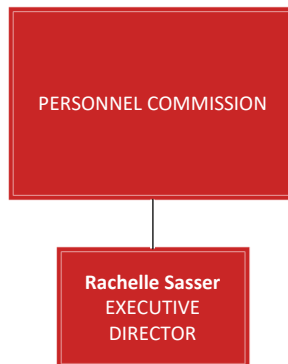 PERSONNEL COMMISSION
Rachelle Sasser
EXECUTIVE
DIRECTOR